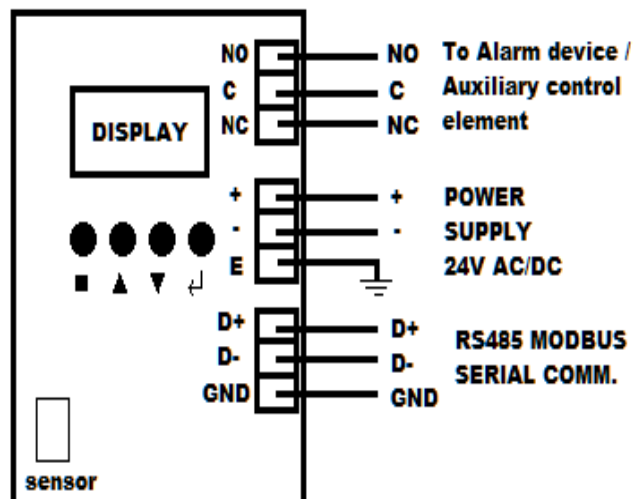 NO NO To Alarm device /
C C Auxiliary control
NC NC element
DISPLAY
+ + POWER
- - SUPPLY
E 24V AC/DC
D+ D+ RS485 MODBUS
D- D- SERIAL COMM.
GND GND
sensor